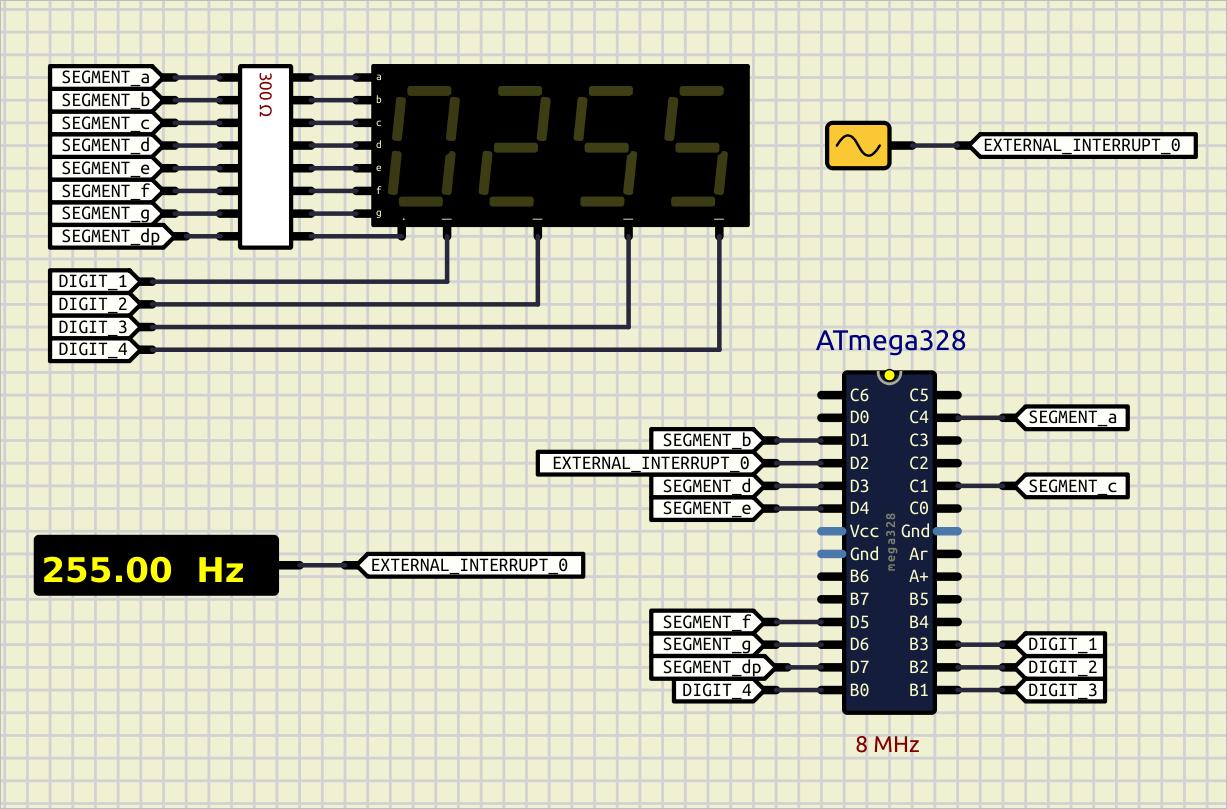 SEGMENT_a
SEGMENT_b
SEGMENT_c
SEGMENT_d
SEGMENT_e
SEGMENT_f
SEGMENT_g
SEGMENT_dp
300 Ω
a
b
c
d
e
f
g
0255
DIGIT_1
DIGIT_2
DIGIT_3
DIGIT_4
EXTERNAL_INTERRUPT_0
ATmega328
C6 C5
D0 C4 SEGMENT_a
SEGMENT_b D1 C3
EXTERNAL_INTERRUPT_0 D2 C2
SEGMENT_d D3 C1 SEGMENT_c
SEGMENT_e D4 C0
Vcc Gnd
Gnd Ar
B6 A+
B7 B5
SEGMENT_f D5 B4
SEGMENT_g D6 B3 DIGIT_1
SEGMENT_dp D7 B2 DIGIT_2
DIGIT_4 B0 B1 DIGIT_3
mega328
8 MHz
255.00 Hz
EXTERNAL_INTERRUPT_0